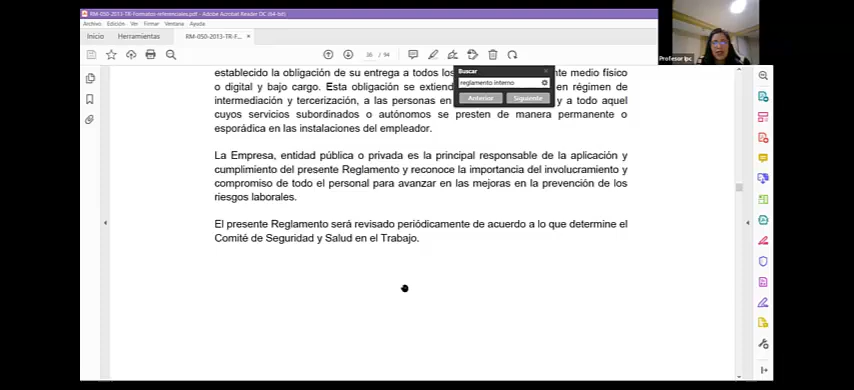 RM-050-2013-TR-Formatos-referenciales.pdf - Adobe Acrobat Reader DC (64-bit)
Archivo Edición Ver Firmar Ventana Ayuda
Inicio Herramientas RM-050-2013-TR-F... ×
36 / 94
Profesor Ipc
Buscar
reglamento interno
Anterior Siguiente
establecido la obligación de su entrega a todos los nte medio físico
o digital y bajo cargo. Esta obligación se extiend en régimen de
intermediación y tercerización, a las personas en y a todo aquel
cuyos servicios subordinados o autónomos se presten de manera permanente o
esporádica en las instalaciones del empleador.
La Empresa, entidad pública o privada es la principal responsable de la aplicación y
cumplimiento del presente Reglamento y reconoce la importancia del involucramiento y
compromiso de todo el personal para avanzar en las mejoras en la prevención de los
riesgos laborales.
El presente Reglamento será revisado periódicamente de acuerdo a lo que determine el
Comité de Seguridad y Salud en el Trabajo.